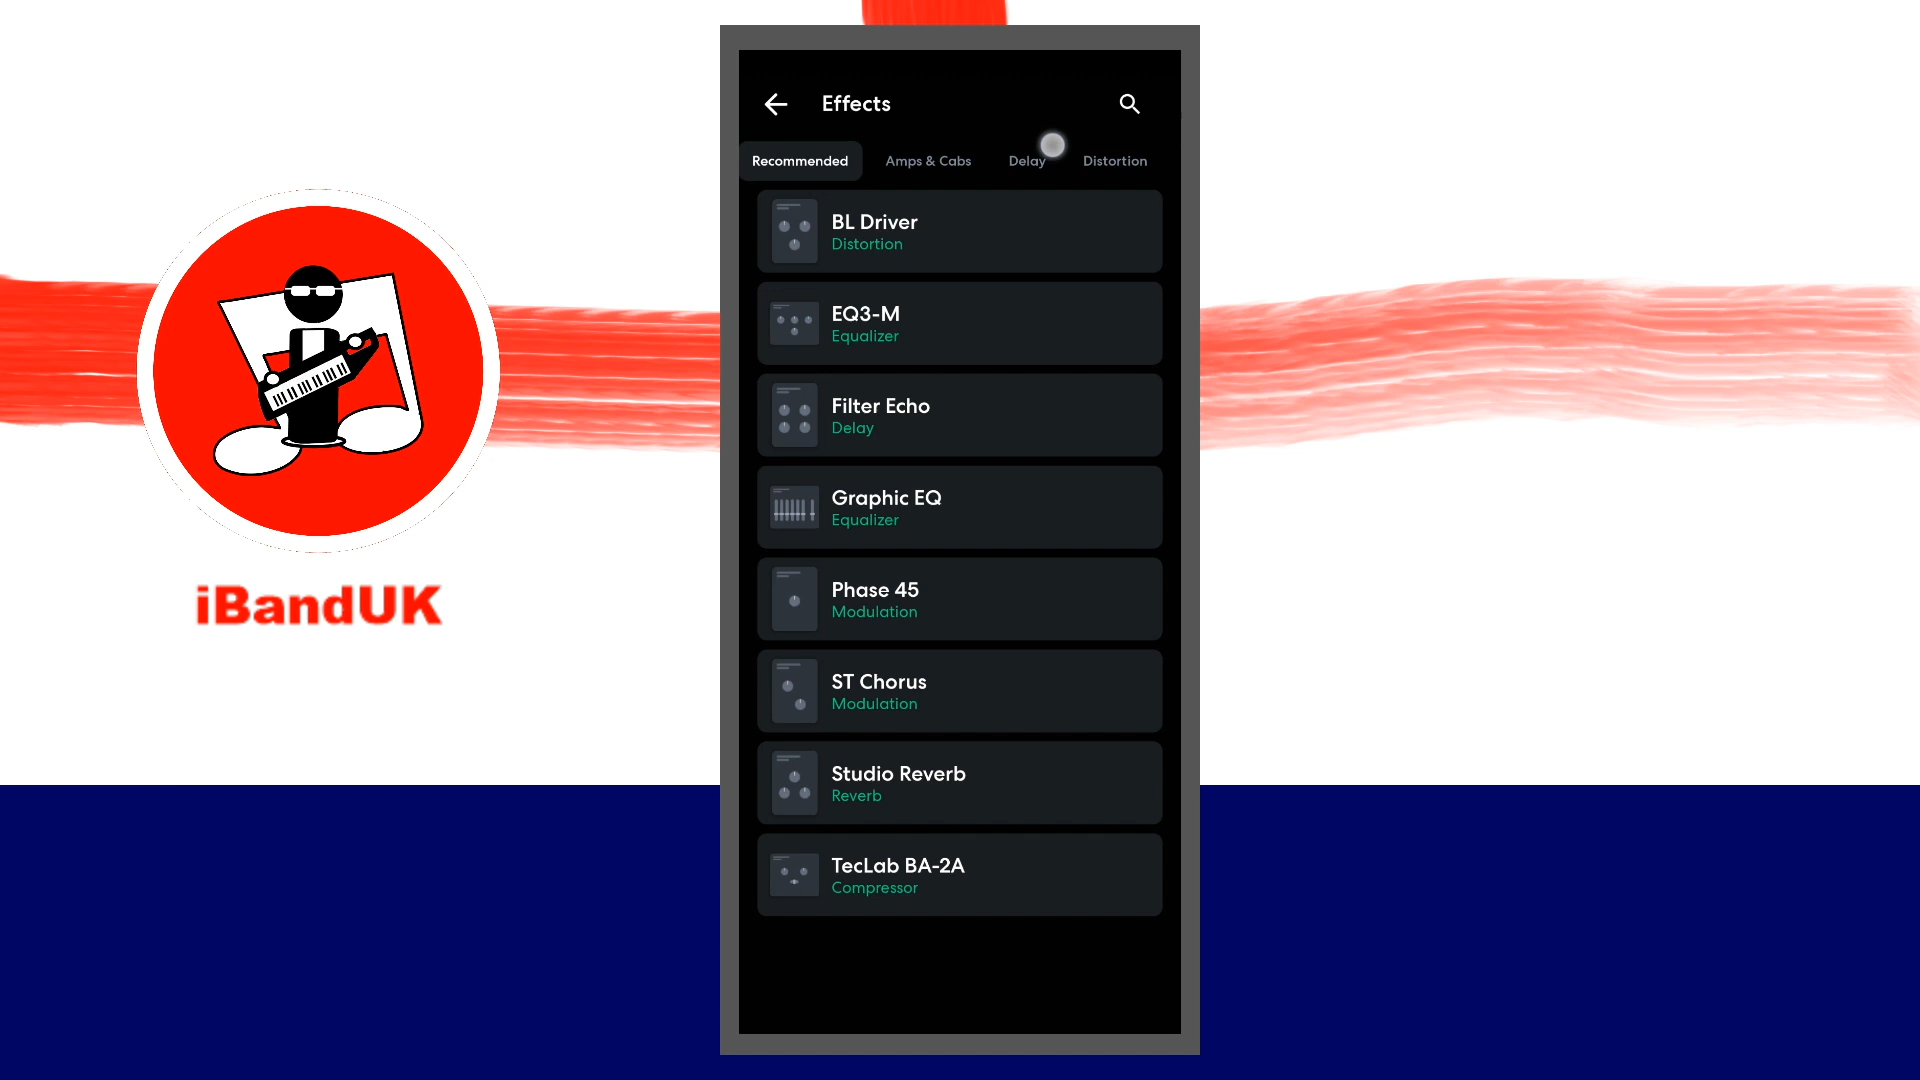 Effects
Recommended Amps & Cabs Delay Distortion
BL Driver
Distortion
EQ3-M
Equalizer
Filter Echo
Delay
Graphic EQ
Equalizer
Phase 45
Modulation
ST Chorus
Modulation
Studio Reverb
Reverb
TecLab BA-2A
Compressor
iBandUK